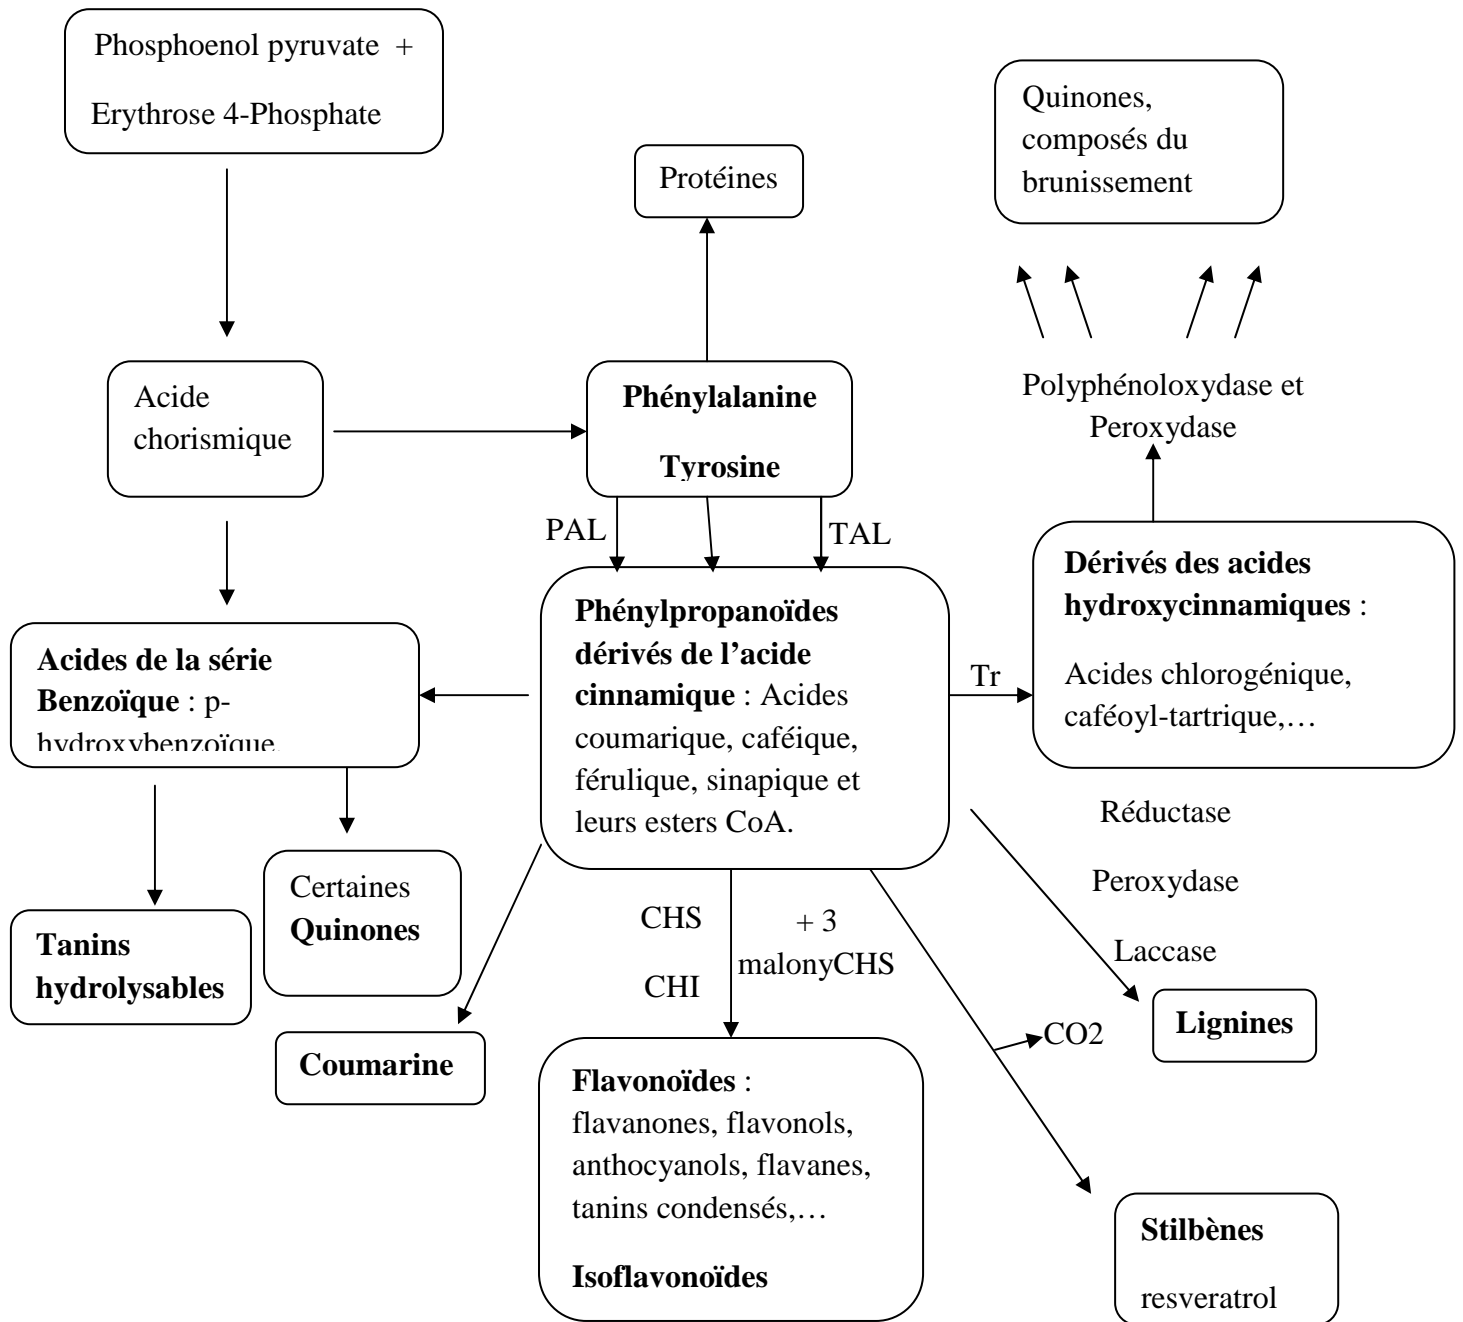 Phosphoenol pyruvate +
Erythrose 4-Phosphate
Quinones,
composés du
brunissement
Protéines
Acide
chorismique
Phénylalanine
Tyrosine
Polyphénoloxydase et
Peroxydase
PAL
TAL
Dérivés des acides
hydroxycinnamiques :
Acides chlorogénique,
caféoyl-tartrique,…
Phénylpropanoïdes
dérivés de l’acide
cinnamique : Acides
coumarique, caféique,
férulique, sinapique et
leurs esters CoA.
Tr
Acides de la série
Benzoïque : p-
hydroxybenzoïque.
Réductase
Peroxydase
Laccase
Certaines
Quinones
Tanins
hydrolysables
CHS
CHI
+ 3
malonyCHS
CO2
Lignines
Coumarine
Flavonoïdes :
flavanones, flavonols,
anthocyanols, flavanes,
tanins condensés,…
Isoflavonoïdes
Stilbènes
resveratrol